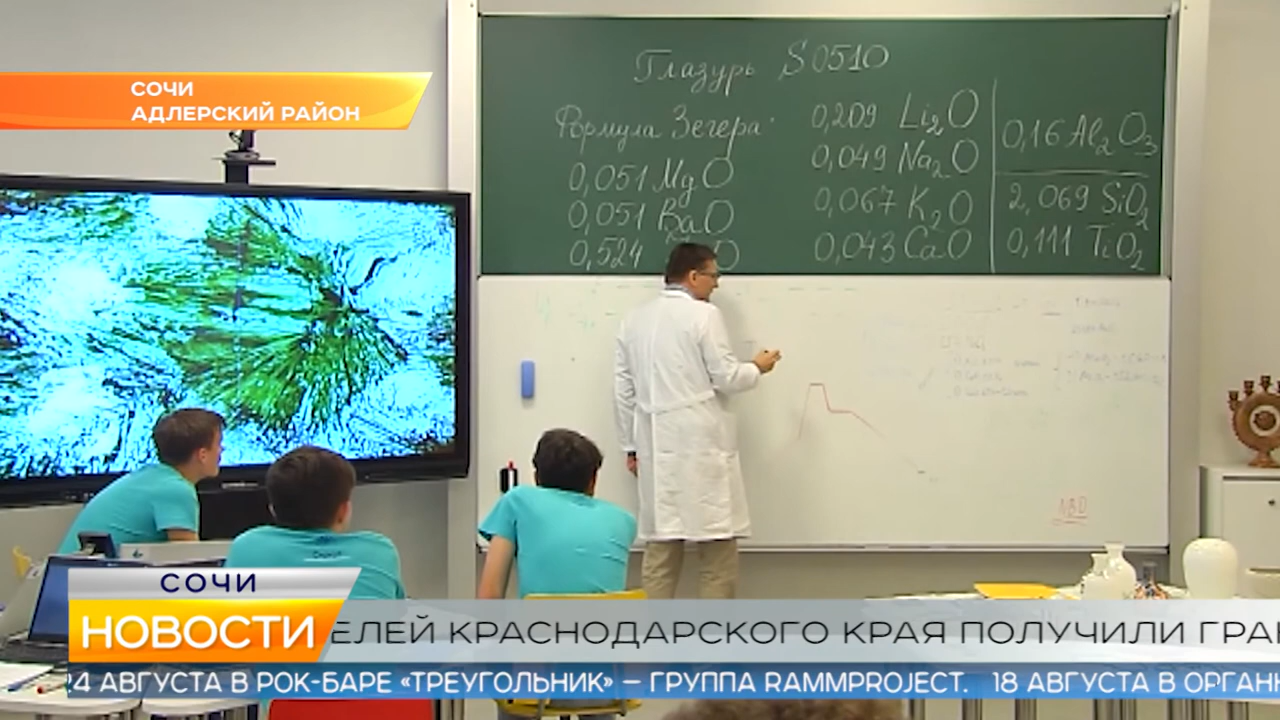 СОЧИ
АДЛЕРСКИЙ РАЙОН
Глазурь S0510
Формула Зегера:
0,051 MgO
0,051 BaO
0,524
0,209 Li2O
0,049 Na2O
0,067 K2O
0,043 CaO
0,16 Al2O3
2,069 SiO2
0,111 TiO2
СОЧИ
НОВОСТИ
ЕЛЕЙ КРАСНОДАРСКОГО КРАЯ ПОЛУЧИЛИ ГРА
24 АВГУСТА В РОК-БАРЕ «ТРЕУГОЛЬНИК» – ГРУППА RAMMPROJECT. 18 АВГУСТА В ОРГАН